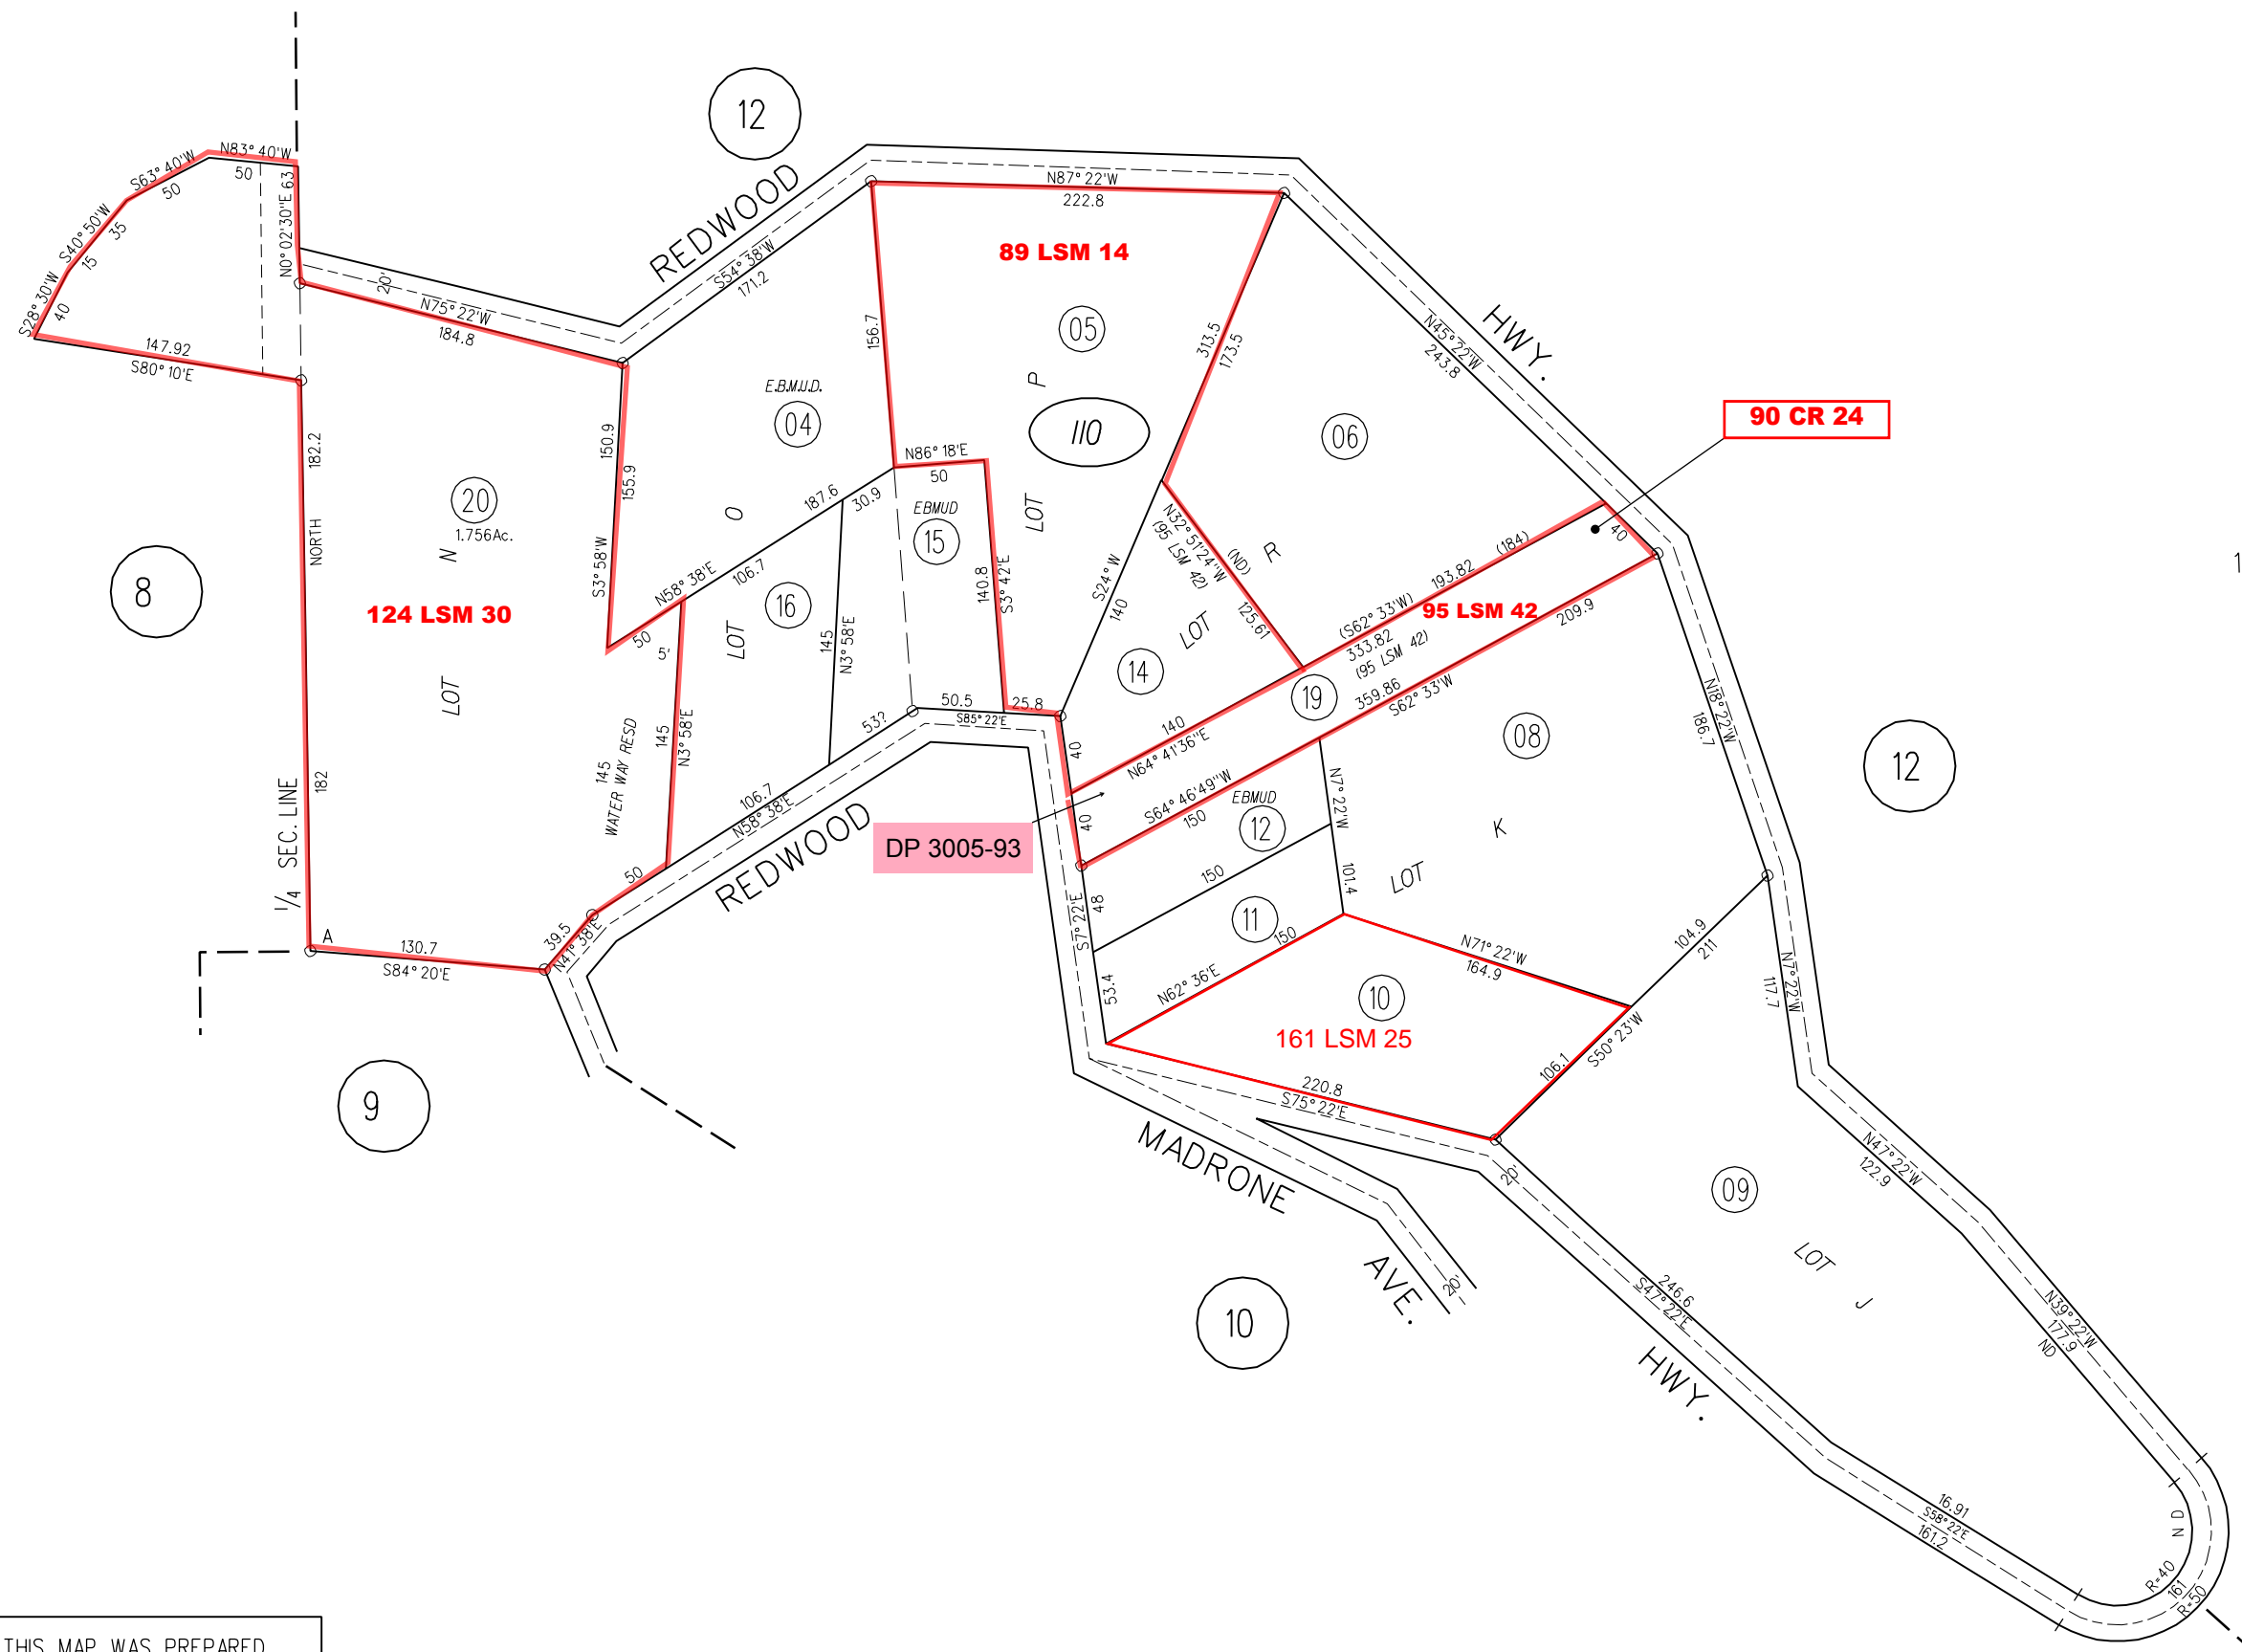 12
N83° 40'W
50
S63° 40'W
50
S40° 50'W
35
15
S28° 30'W
40
N0° 02'30"E 63
147.92
S80° 10'E
20'
N75° 22'W
184.8
REDWOOD
S54° 38'W
171.2
N87° 22'W
222.8
89 LSM 14
05
P
LOT
110
156.7
313.5
173.5
HWY.
N45° 22'W
243.8
90 CR 24
06
E.B.M.U.D.
04
150.9
155.9
S3° 58'W
182.2
NORTH
182
20
1.756Ac.
N
124 LSM 30
LOT
8
O
LOT
187.6
30.9
N58° 38'E
106.7
50
5'
N86° 18'E
50
EBMUD
15
140.8
S3° 42'E
16
145
N3° 58'E
145
N3° 58'E
145
WATER WAY RESD
S24° W
140
N32° 51'24"W
(95 LSM 42)
(ND)
125.61
R
LOT
14
40
193.82
(184)
(S62° 33'W)
333.82
(95 LSM 42)
95 LSM 42
209.9
19
359.86
S62° 33'W
140
N64° 41'36"E
50.5
S85° 22'E
25.8
53?
40
40
1
N18° 22'W
186.7
08
12
S64° 46'49"W
150
EBMUD
12
N7° 22'W
101.4
K
LOT
DP 3005-93
106.7
N58° 38'E
REDWOOD
50
39.5
N41° 38'E
1/4 SEC. LINE
A
130.7
S84° 20'E
150
48
S7° 22'E
11
150
53.4
N62° 36'E
N71° 22'W
164.9
10
161 LSM 25
104.9
211
S50° 23'W
106.1
N7° 22'W
117.7
9
220.8
S75° 22'E
MADRONE
AVE.
20'
20'
10
09
LOT
J
N47° 22'W
122.9
246.6
S47° 22'E
HWY.
N39° 22'W
177.9
ND
16.91
S58° 22'E
161.2
N D
R=40
161
R=50
THIS MAP WAS PREPARED